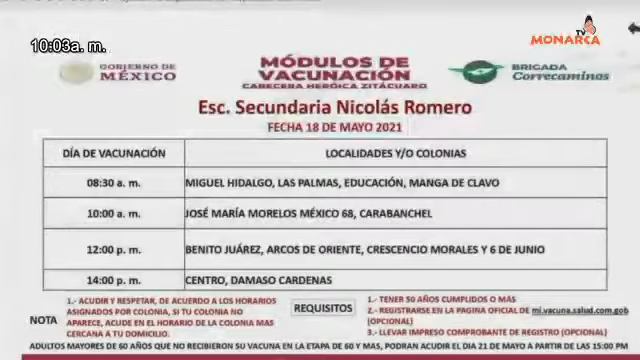 10:03a. m.
TV
MONARCA
GOBIERNO DE
MÉXICO
MÓDULOS DE
VACUNACIÓN
CABECERA HERÓICA ZITÁCUARO
BRIGADA
Correcaminos
Esc. Secundaria Nicolás Romero
FECHA 18 DE MAYO 2021
DÍA DE VACUNACIÓN LOCALIDADES Y/O COLONIAS
08:30 a. m. MIGUEL HIDALGO, LAS PALMAS, EDUCACIÓN, MANGA DE CLAVO
10:00 a. m. JOSÉ MARÍA MORELOS MÉXICO 68, CARABANCHEL
12:00 p. m. BENITO JUÁREZ, ARCOS DE ORIENTE, CRESCENCIO MORALES Y 6 DE JUNIO
14:00 p. m. CENTRO, DAMASO CARDENAS
NOTA
1.- ACUDIR Y RESPETAR, DE ACUERDO A LOS HORARIOS
ASIGNADOS POR COLONIA, SI TU COLONIA
NO APARECE, ACUDE EN EL HORARIO DE LA COLONIA MAS
CERCANA A TU DOMICILIO.
REQUISITOS
1.- TENER 50 AÑOS CUMPLIDOS O MÁS
2.- REGISTRARSE EN LA PAGINA OFICIAL DE mi.vacuna.salud.com.gob
(OPCIONAL)
3.- LLEVAR IMPRESO COMPROBANTE DE REGISTRO (OPCIONAL)
ADULTOS MAYORES DE 60 AÑOS QUE NO RECIBIERON SU VACUNA EN LA ETAPA DE 60 Y MAS, PODRAN ACUDIR EL DIA 21 DE MAYO A PARTIR DE LAS 15:00 PM